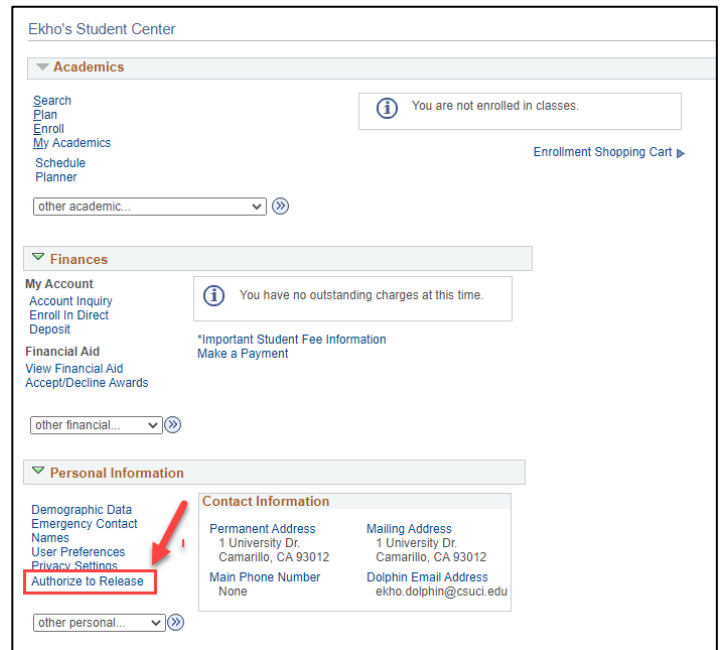 Ekho's Student Center
Academics
Search
Plan
Enroll
My Academics
Schedule
Planner
You are not enrolled in classes.
Enrollment Shopping Cart
other academic...
Finances
My Account
Account Inquiry
Enroll In Direct
Deposit
Financial Aid
View Financial Aid
Accept/Decline Awards
You have no outstanding charges at this time.
*Important Student Fee Information
Make a Payment
other financial...
Personal Information
Demographic Data
Emergency Contact
Names
User Preferences
Privacy Settings
Authorize to Release
Contact Information
Permanent Address
1 University Dr.
Camarillo, CA 93012
Mailing Address
1 University Dr.
Camarillo, CA 93012
Main Phone Number
None
Dolphin Email Address
ekho.dolphin@csuci.edu
other personal...